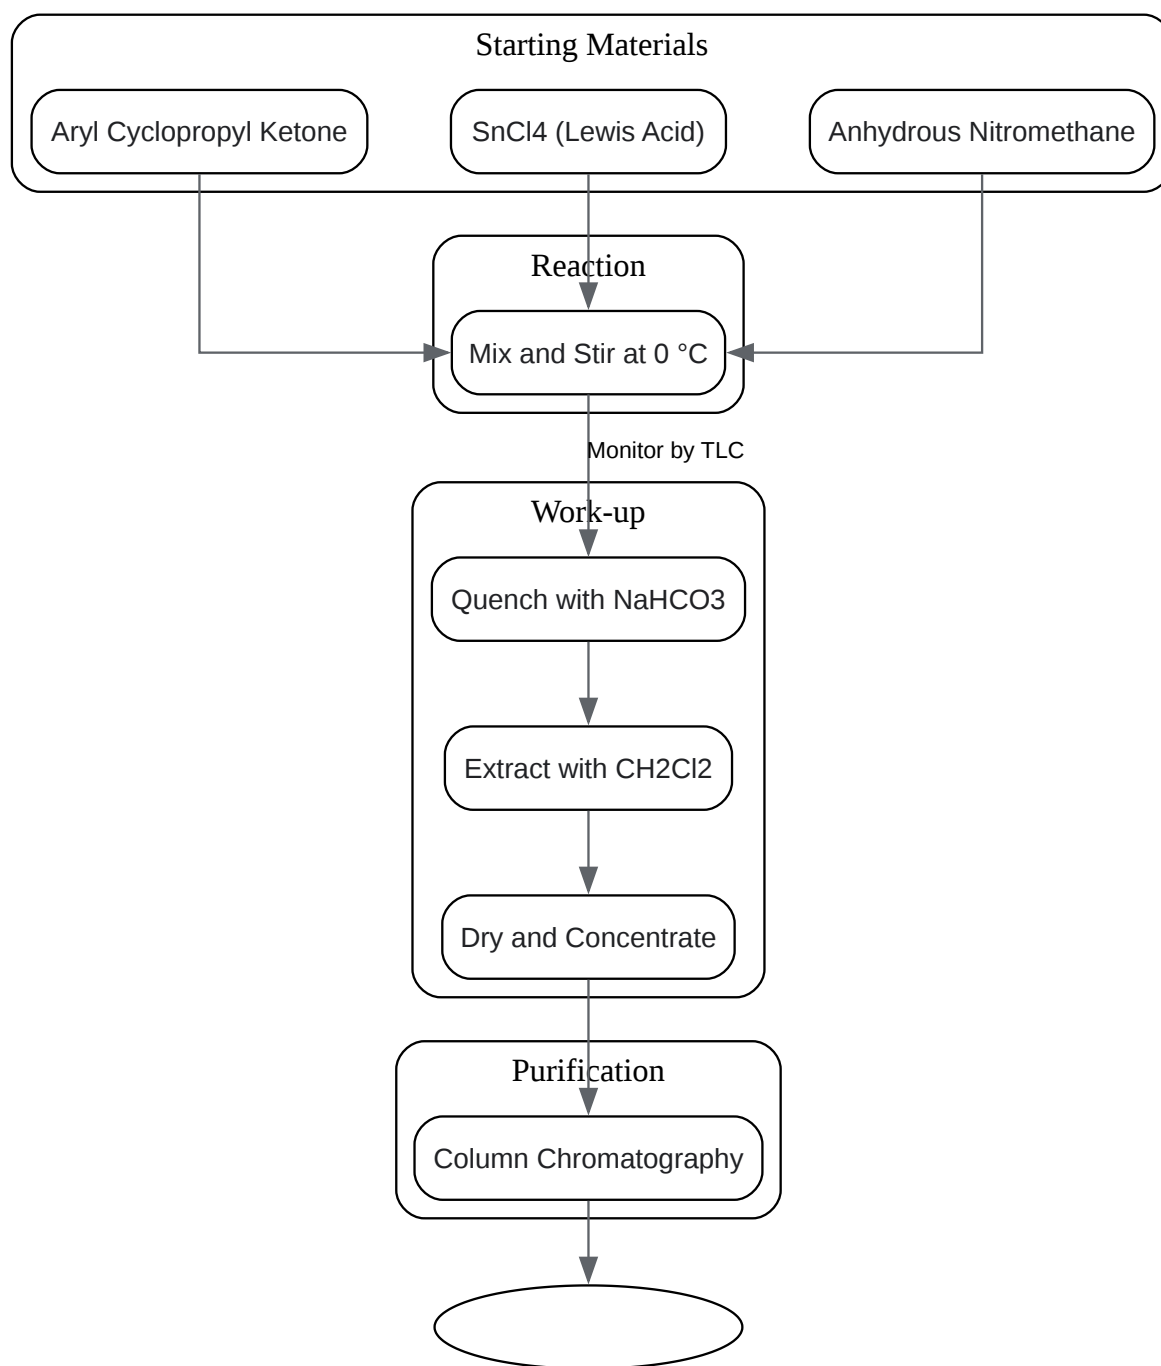 Starting Materials
Aryl Cyclopropyl Ketone
SnCl4 (Lewis Acid)
Anhydrous Nitromethane
Reaction
Mix and Stir at 0 °C
Monitor by TLC
Work-up
Quench with NaHCO3
Extract with CH2Cl2
Dry and Concentrate
Purification
Column Chromatography